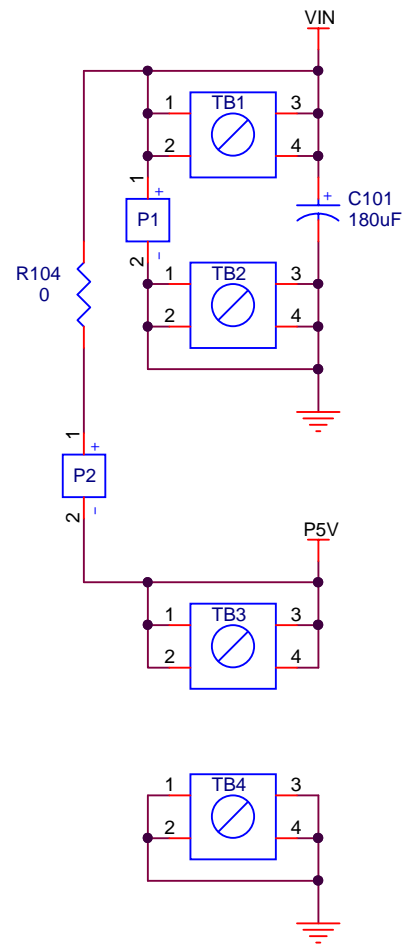 VIN
1 TB1 3
2 4
1 +
P1
2 −
+ C101
180uF
1 TB2 3
2 4
R104
0
1 +
P2
2 −
P5V
1 TB3 3
2 4
1 TB4 3
2 4